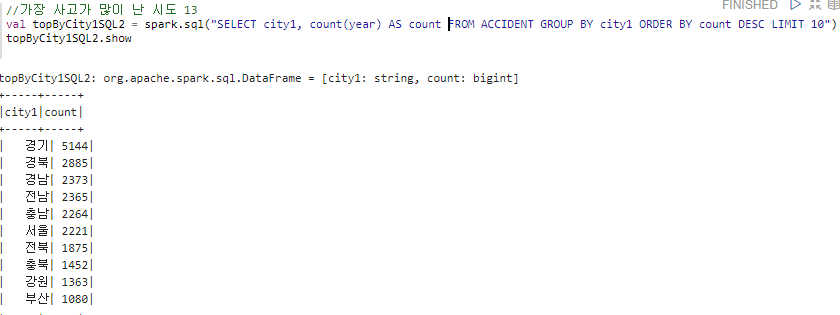 //가장 사고가 많이 난 시도 13
FINISHED
val topByCity1SQL2 = spark.sql("SELECT city1, count(year) AS count FROM ACCIDENT GROUP BY city1 ORDER BY count DESC LIMIT 10")
topByCity1SQL2.show
topByCity1SQL2: org.apache.spark.sql.DataFrame = [city1: string, count: bigint]
+-----+-----+
|city1|count|
+-----+-----+
|   경기| 5144|
|   경북| 2885|
|   경남| 2373|
|   전남| 2365|
|   충남| 2264|
|   서울| 2221|
|   전북| 1875|
|   충북| 1452|
|   강원| 1363|
|   부산| 1080|